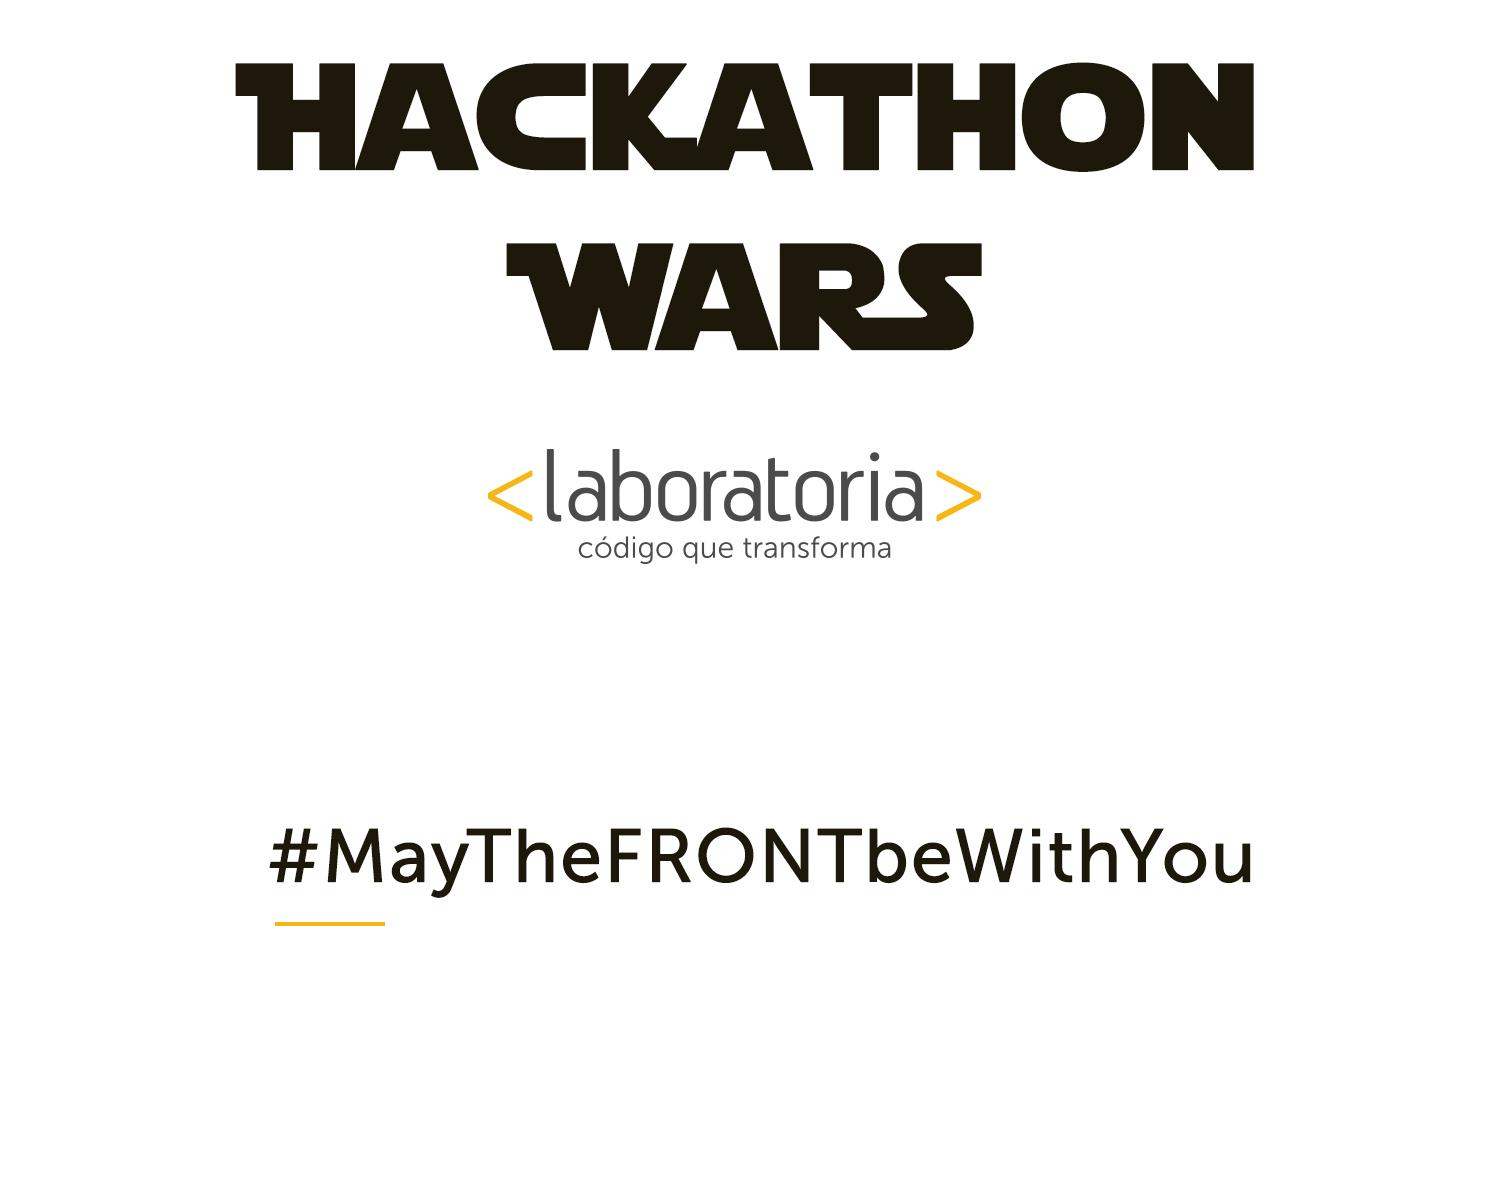 HACKATHON
WARS
<laboratoria>
código que transforma
#MayTheFRONTbeWithYou